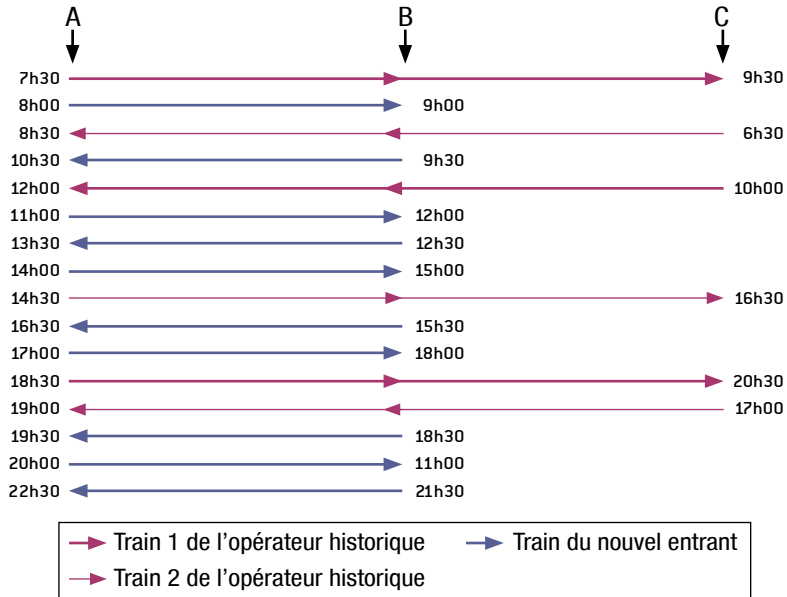 A B C
7h30 9h30
8h00 9h00
8h30 6h30
10h30 9h30
12h00 10h00
11h00 12h00
13h30 12h30
14h00 15h00
14h30 16h30
16h30 15h30
17h00 18h00
18h30 20h30
19h00 17h00
19h30 18h30
20h00 11h00
22h30 21h30
Train 1 de l'opérateur historique Train du nouvel entrant
Train 2 de l'opérateur historique